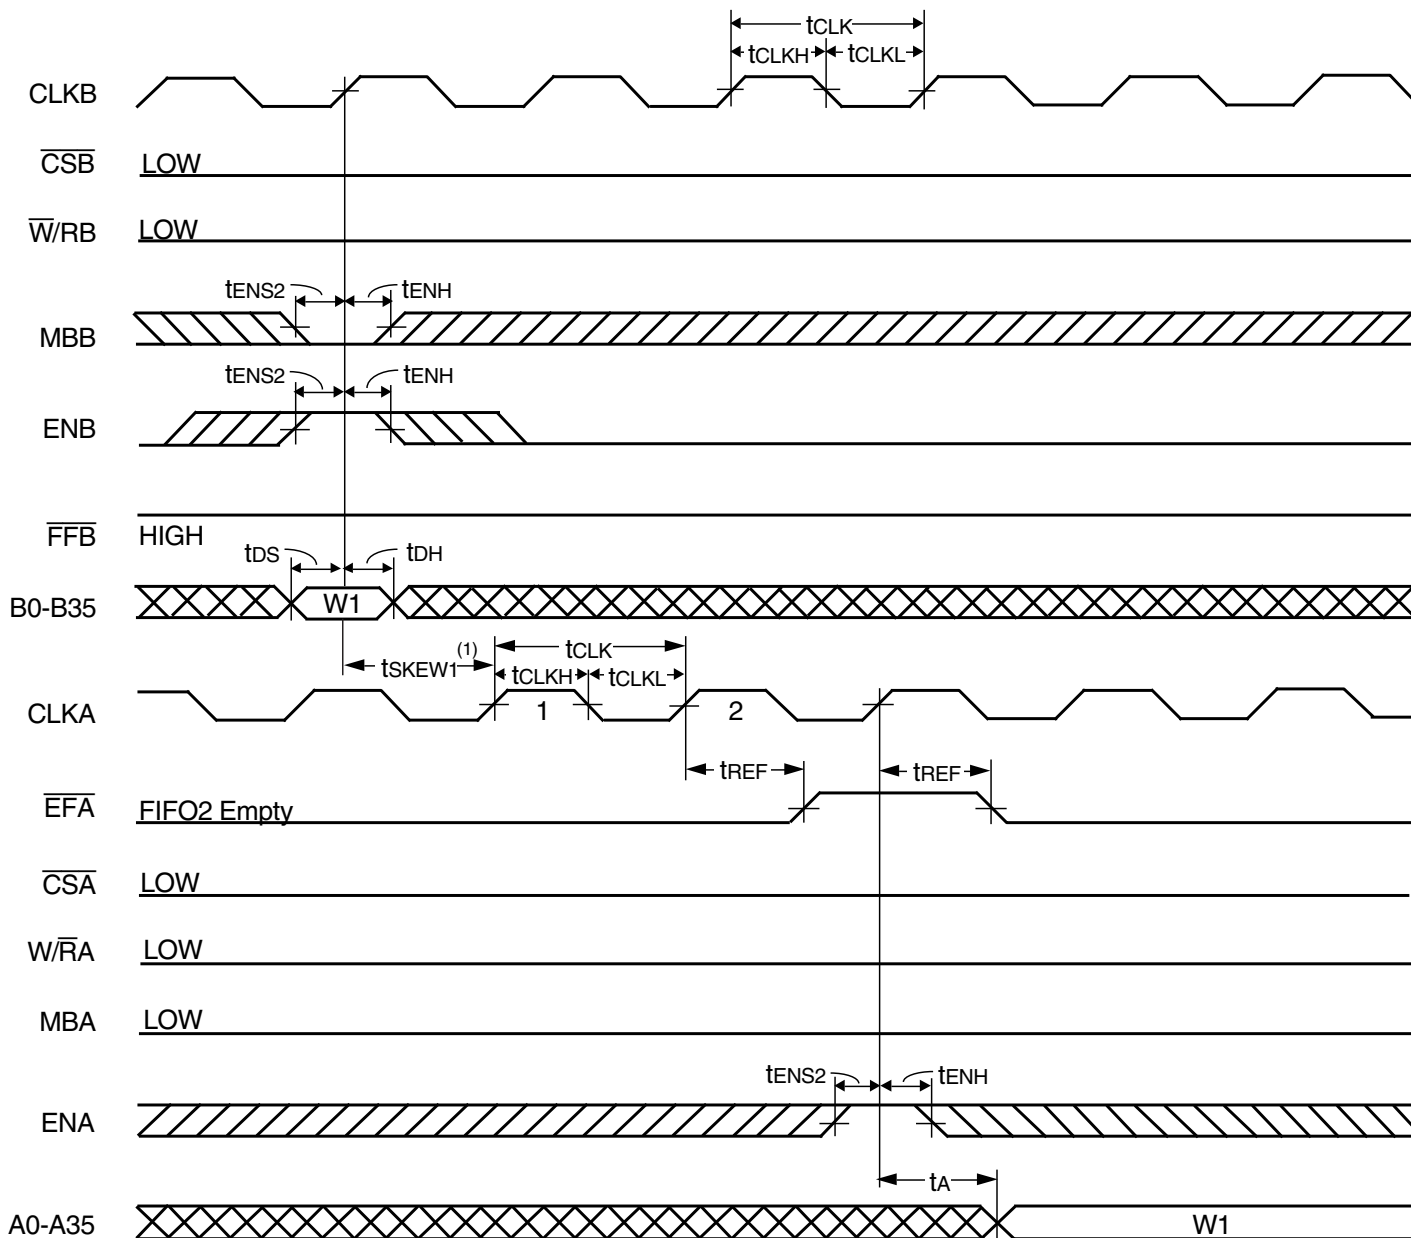 tCLK
tCLKH tCLKL
CLKB
CSB LOW
W/RB LOW
tENS2 tENH
MBB
tENS2 tENH
ENB
FFB HIGH
tDS tDH
B0-B35 W1
tSKEW1(1) tCLK
tCLKH tCLKL
CLKA 1 2
tREF tREF
EFA FIFO2 Empty
CSA LOW
W/RA LOW
MBA LOW
tENS2 tENH
ENA
tA
A0-A35 W1